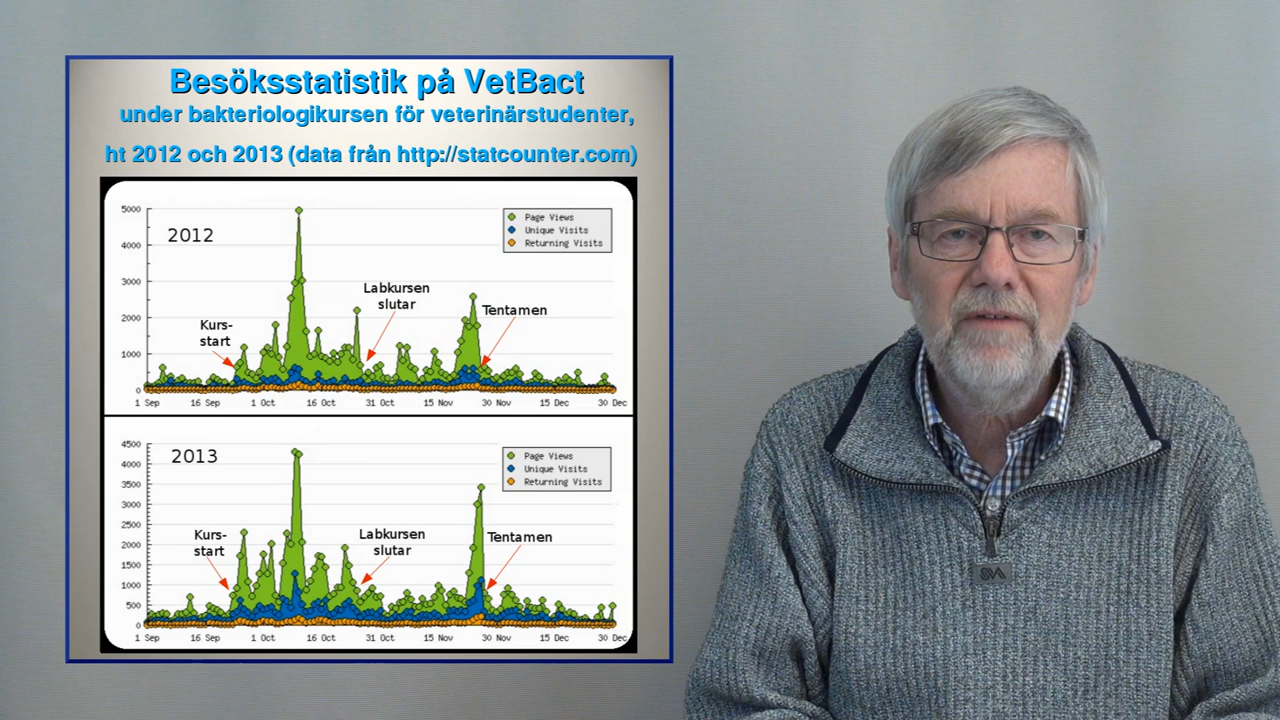 Besöksstatistik på VetBact
under bakteriologikursen för veterinärstudenter,
ht 2012 och 2013 (data från http://statcounter.com)
5000
4000
3000
2000
1000
0
2012
Page Views
Unique Visits
Returning Visits
Kurs-
start
Labkursen
slutar
Tentamen
1 Sep 16 Sep 1 Oct 16 Oct 31 Oct 15 Nov 30 Nov 15 Dec 30 Dec
4500
4000
3500
3000
2500
2000
1500
1000
500
0
2013
Page Views
Unique Visits
Returning Visits
Kurs-
start
Labkursen
slutar
Tentamen
1 Sep 16 Sep 1 Oct 16 Oct 31 Oct 15 Nov 30 Nov 15 Dec 30 Dec